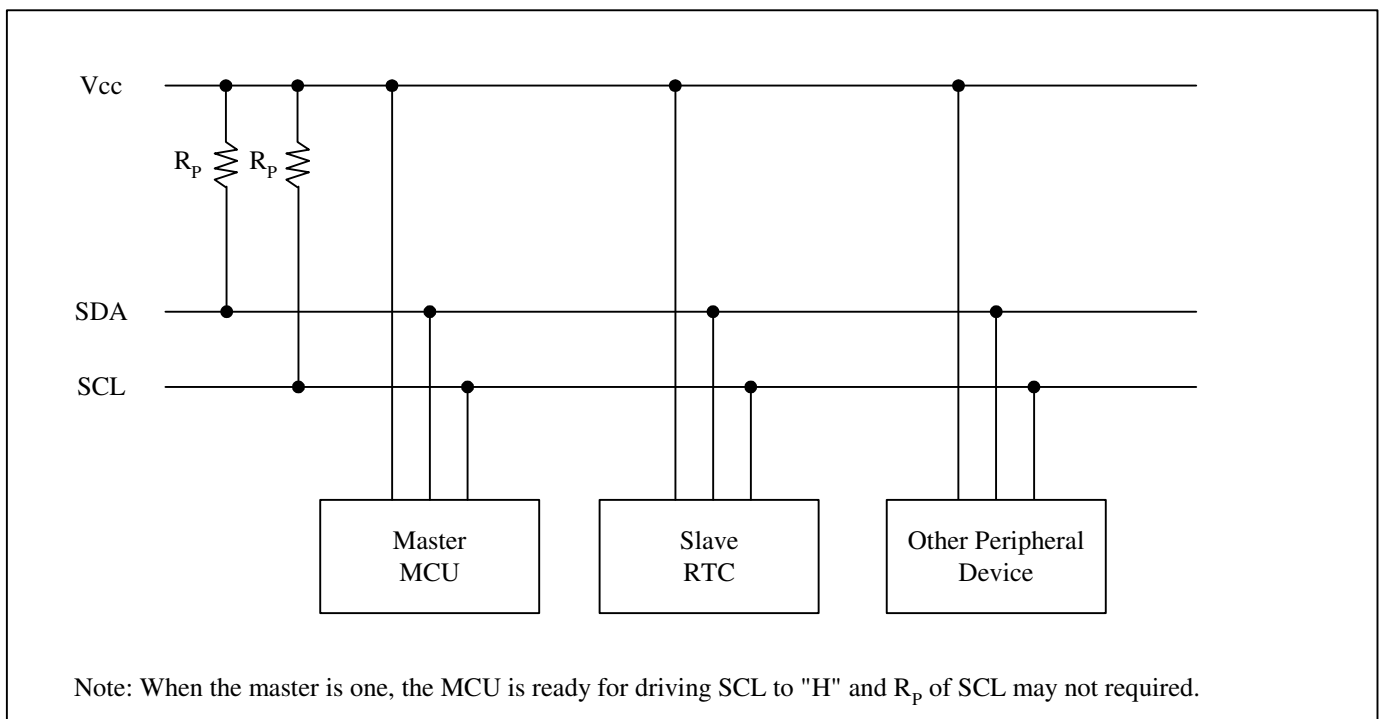 Vcc
R_P R_P
SDA
SCL
Master
MCU
Slave
RTC
Other Peripheral
Device
Note: When the master is one, the MCU is ready for driving SCL to "H" and R_P of SCL may not required.